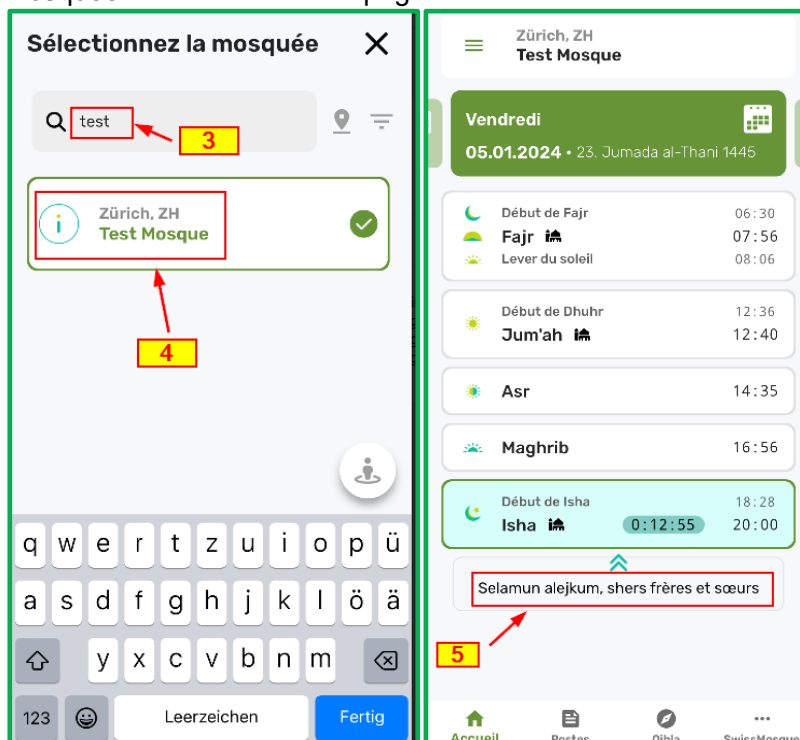 Sélectionnez la mosquée
test
3
Zürich, ZH
Test Mosque
4
q w e r t z u i o p ü
a s d f g h j k l ö ä
y x c v b n m
123 Leerzeichen Fertig
Zürich, ZH
Test Mosque
Vendredi
05.01.2024 • 23. Jumada al-Thani 1445
Début de Fajr 06:30
Fajr 07:56
Lever du soleil 08:06
Début de Dhuhr 12:36
Jum'ah 12:40
Asr 14:35
Maghrib 16:56
Début de Isha 18:28
Isha 0:12:55 20:00
Selamun alejkum, shers frères et sœurs
5
Accueil Postes Qibla SwissMosque